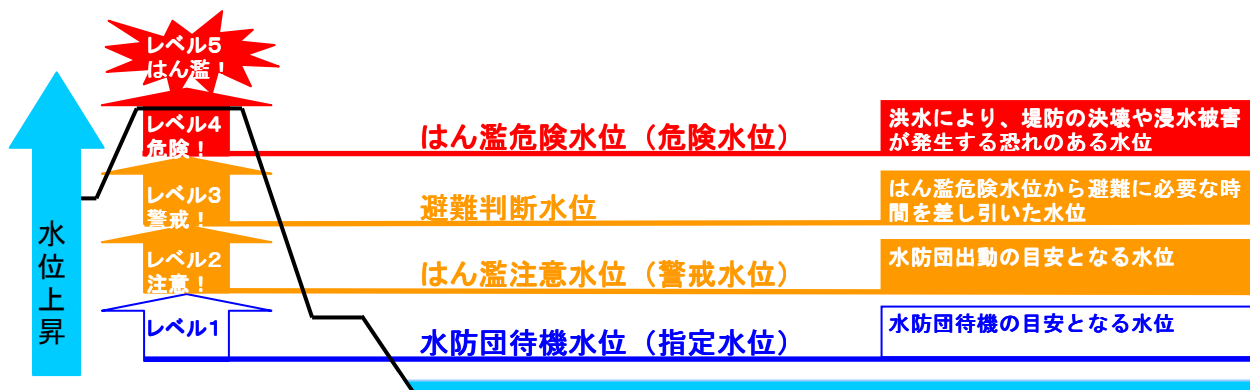 レベル5
はん濫!
レベル4
危険!
はん濫危険水位(危険水位)
洪水により、堤防の決壊や浸水被害
が発生する恐れのある水位
レベル3
警戒!
避難判断水位
はん濫危険水位から避難に必要な時
間を差し引いた水位
レベル2
注意!
はん濫注意水位(警戒水位)
水防団出動の目安となる水位
レベル1
水防団待機水位(指定水位)
水防団待機の目安となる水位
水位上昇